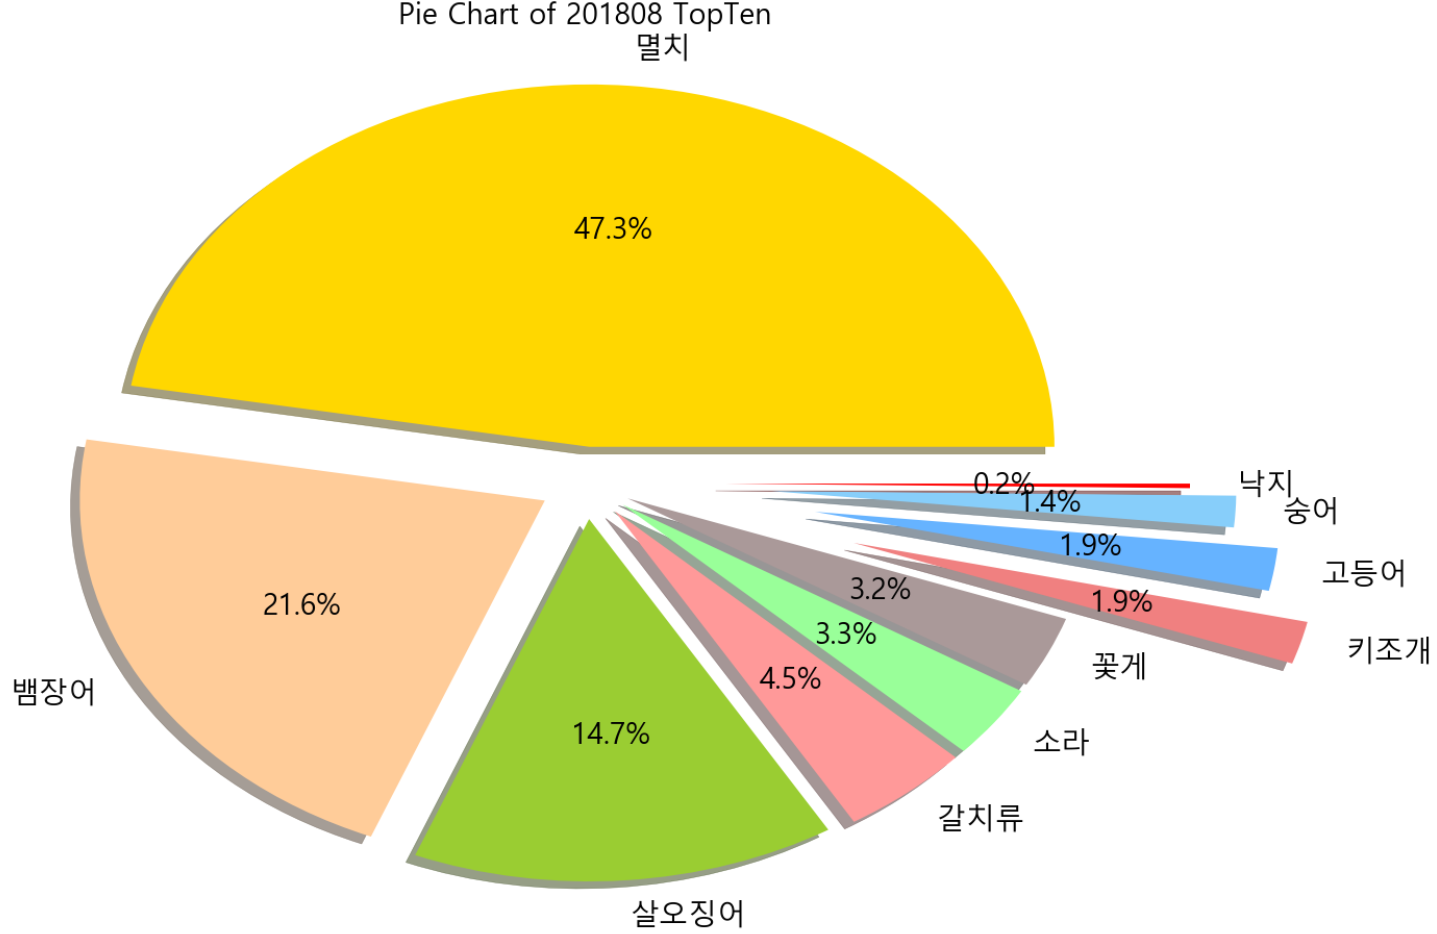 Pie Chart of 201808 TopTen
멸치
47.3%
0.2%
낙지
1.4%
숭어
1.9%
고등어
1.9%
키조개
3.2%
꽃게
3.3%
소라
4.5%
갈치류
21.6%
뱀장어
14.7%
살오징어